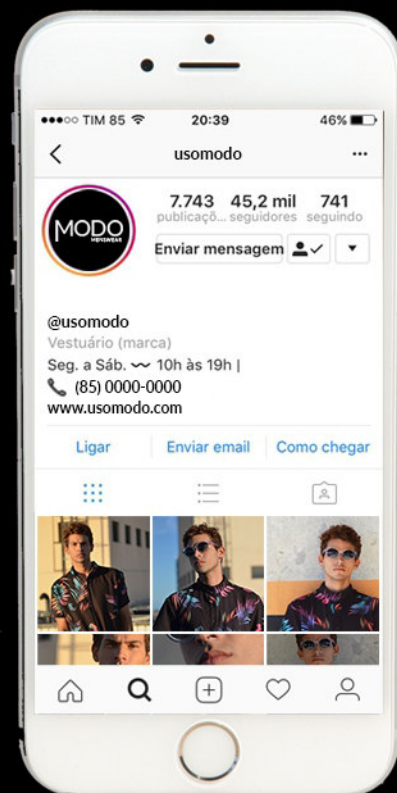 TIM 85 20:39 46%
usomodo
7.743 45,2 mil 741
publicaçõ... seguidores seguindo
MODO
MENSWEAR
Enviar mensagem
@usomodo
Vestuário (marca)
Seg. a Sáb. 〰 10h às 19h |
(85) 0000-0000
www.usomodo.com
Ligar Enviar email Como chegar